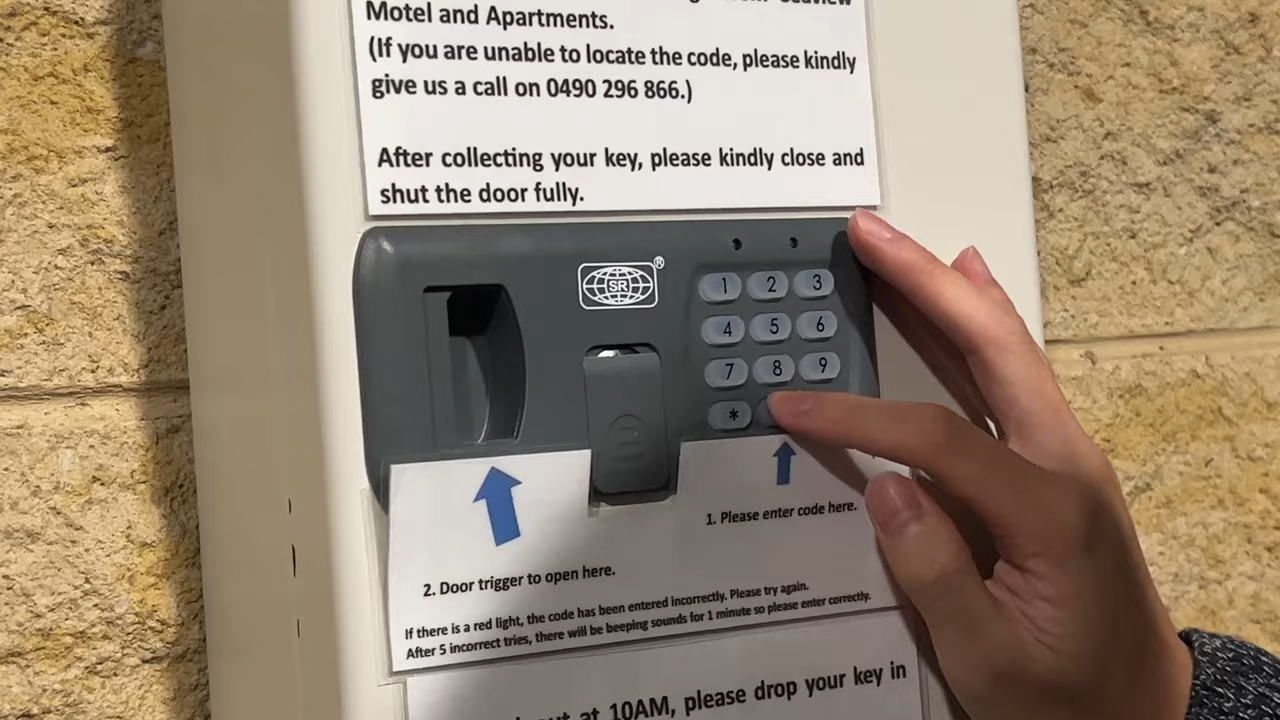 Motel and Apartments.
(If you are unable to locate the code, please kindly
give us a call on 0490 296 866.)
After collecting your key, please kindly close and
shut the door fully.
SR ®
1 2 3
4 5 6
7 8 9
*
1. Please enter code here.
2. Door trigger to open here.
If there is a red light, the code has been entered incorrectly. Please try again.
After 5 incorrect tries, there will be beeping sounds for 1 minute so please enter correctly.
at 10AM, please drop your key in